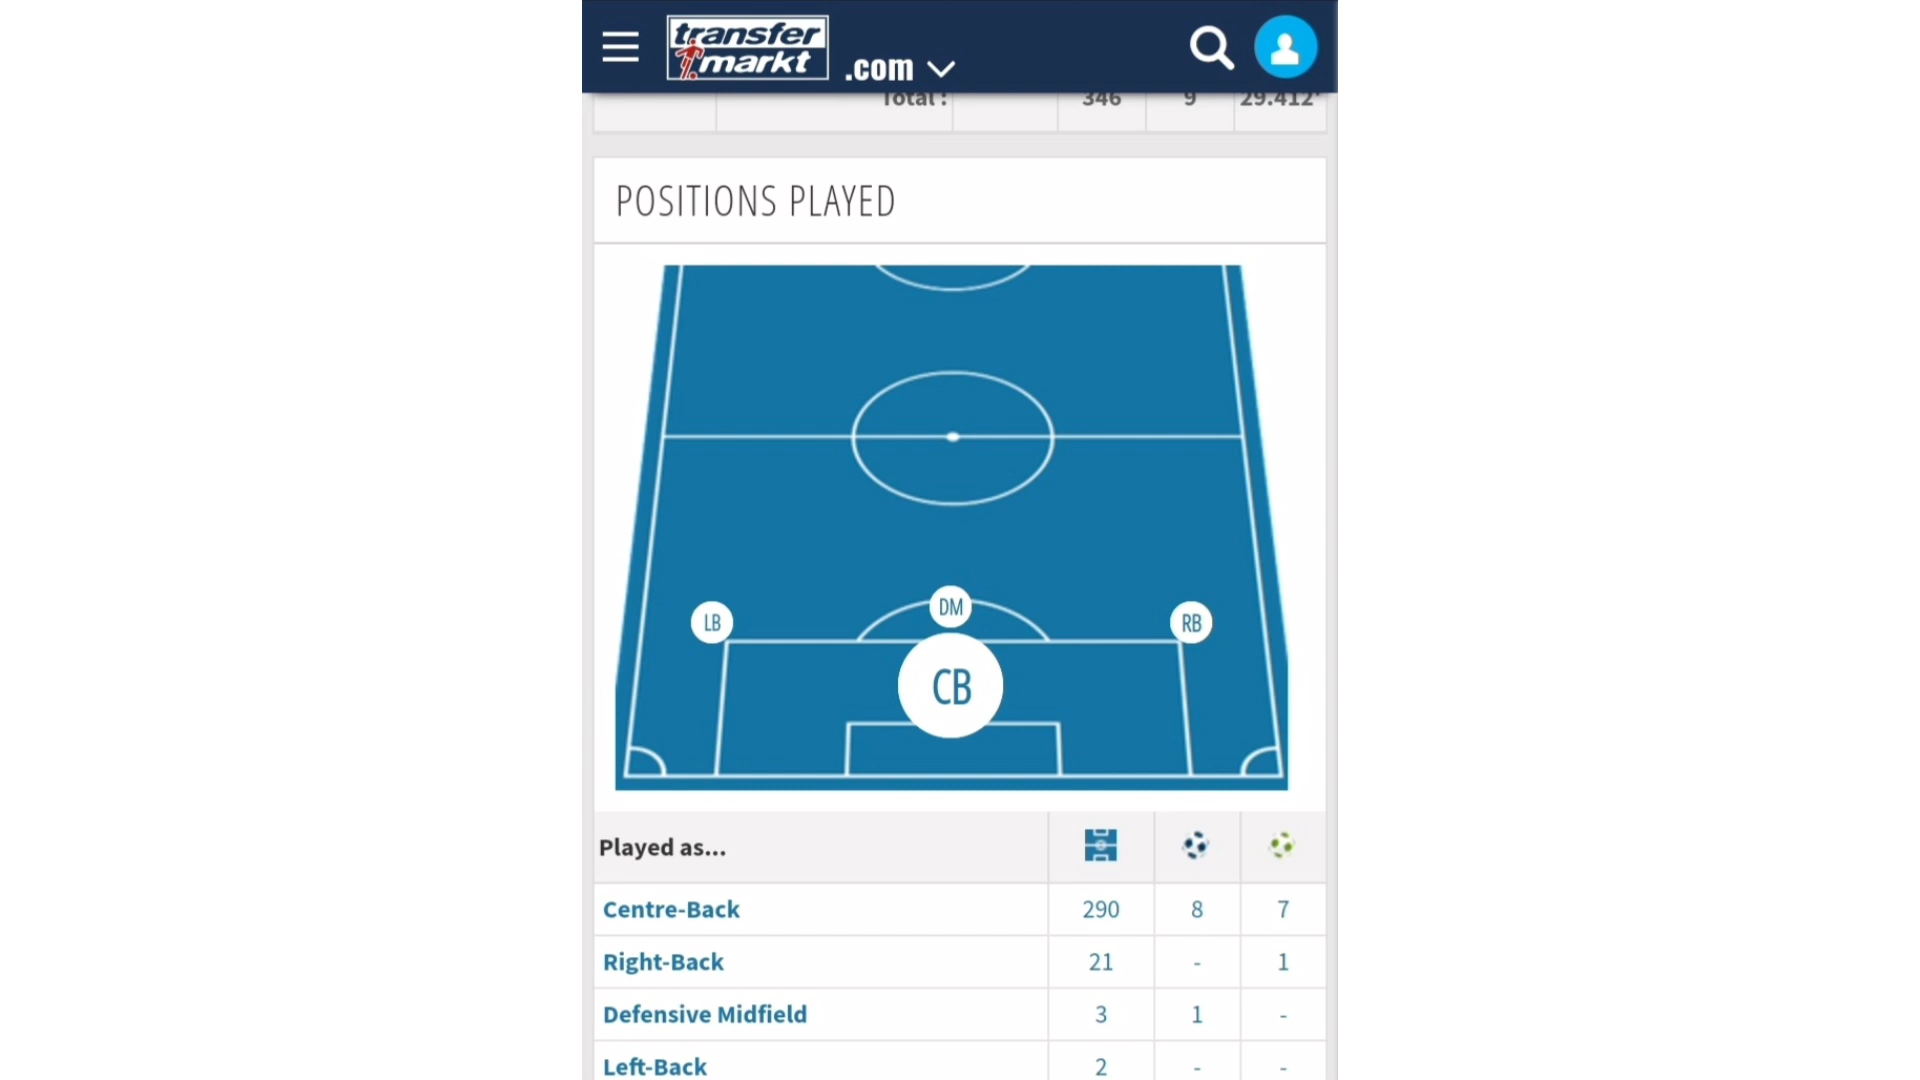 transfer
markt
.com
Total : 346 9 29.412'
POSITIONS PLAYED
DM
LB RB
CB
Played as...
Centre-Back 290 8 7
Right-Back 21 - 1
Defensive Midfield 3 1 -
Left-Back 2 - -